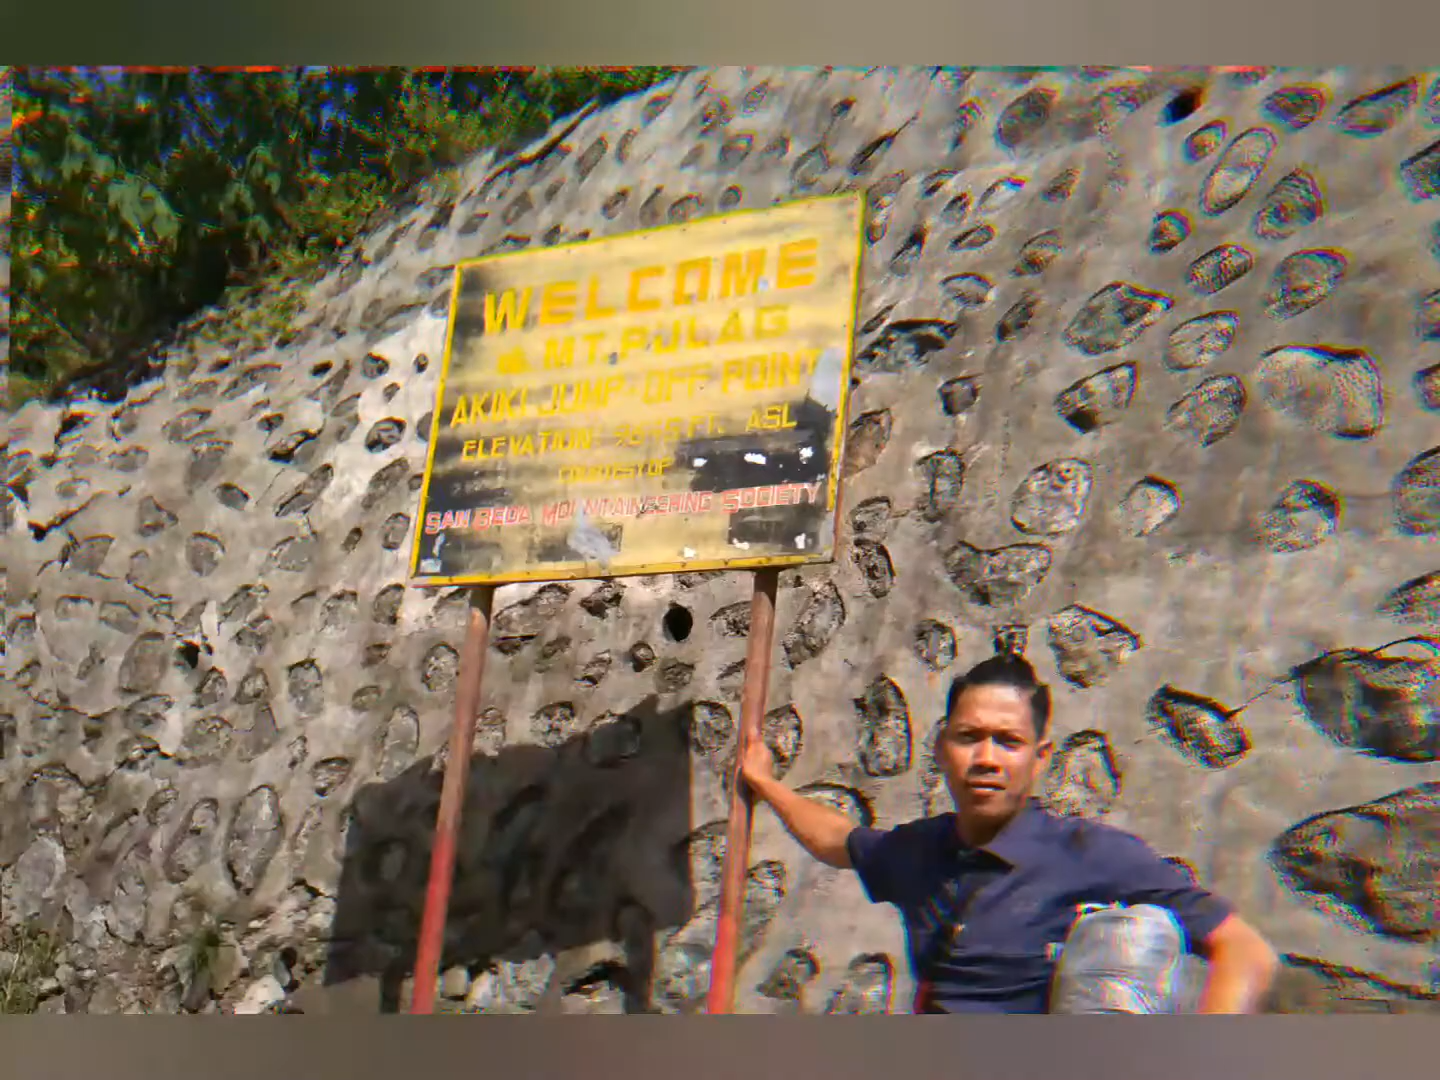 WELCOME
MT. PULAG
AKIKI JUMP-OFF POINT
ELEVATION: FT. ASL
SAN BEDA MOUNTAINEERING SOCIETY